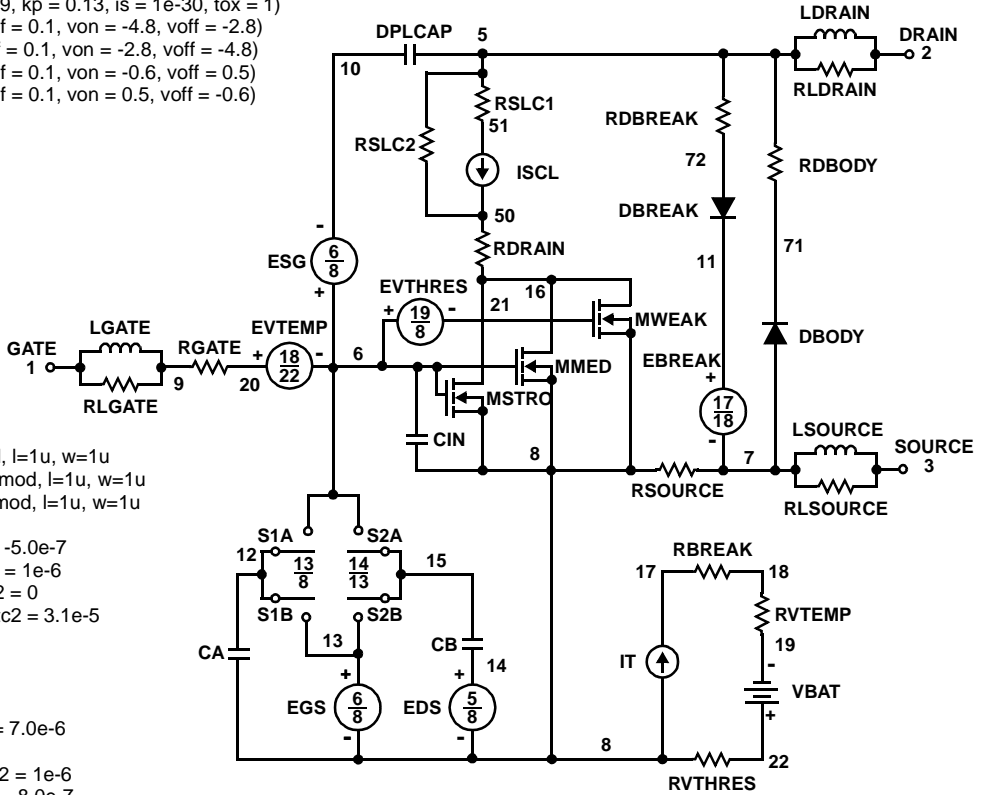 9, kp = 0.13, is = 1e-30, tox = 1)
f = 0.1, von = -4.8, voff = -2.8)
= 0.1, von = -2.8, voff = -4.8)
f = 0.1, von = -0.6, voff = 0.5)
f = 0.1, von = 0.5, voff = -0.6)
LDRAIN
DPLCAP
5
DRAIN
2
10
RLDRAIN
RSLC1
51
RDBREAK
RSLC2
72
RDBODY
ISCL
DBREAK
50
RDRAIN
71
ESG
6
8
11
EVTHRES
16
21
19
8
MWEAK
LGATE
EVTEMP
GATE
1
RGATE
6
DBODY
18
22
EBREAK
MMED
9
20
MSTRO
RLGATE
17
18
CIN
LSOURCE
8
7
SOURCE
3
RSOURCE
RLSOURCE
, l=1u, w=1u
mod, l=1u, w=1u
mod, l=1u, w=1u
-5.0e-7
= 1e-6
2 = 0
tc2 = 3.1e-5
S1A
S2A
12
13
8
14
13
15
S1B
S2B
13
CA
CB
14
EGS
6
8
EDS
5
8
RBREAK
17
18
RVTEMP
19
IT
VBAT
8
22
RVTHRES
= 7.0e-6
2 = 1e-6